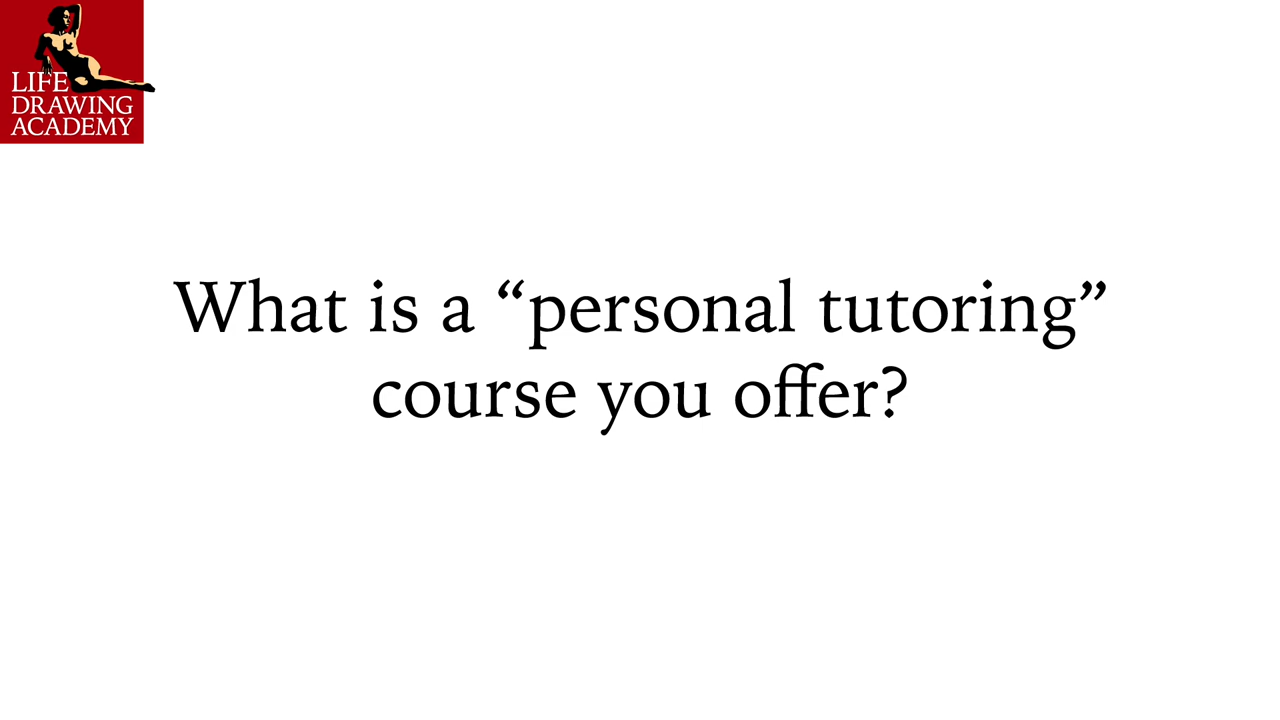 LIFE
DRAWING
ACADEMY
What is a “personal tutoring”
course you offer?